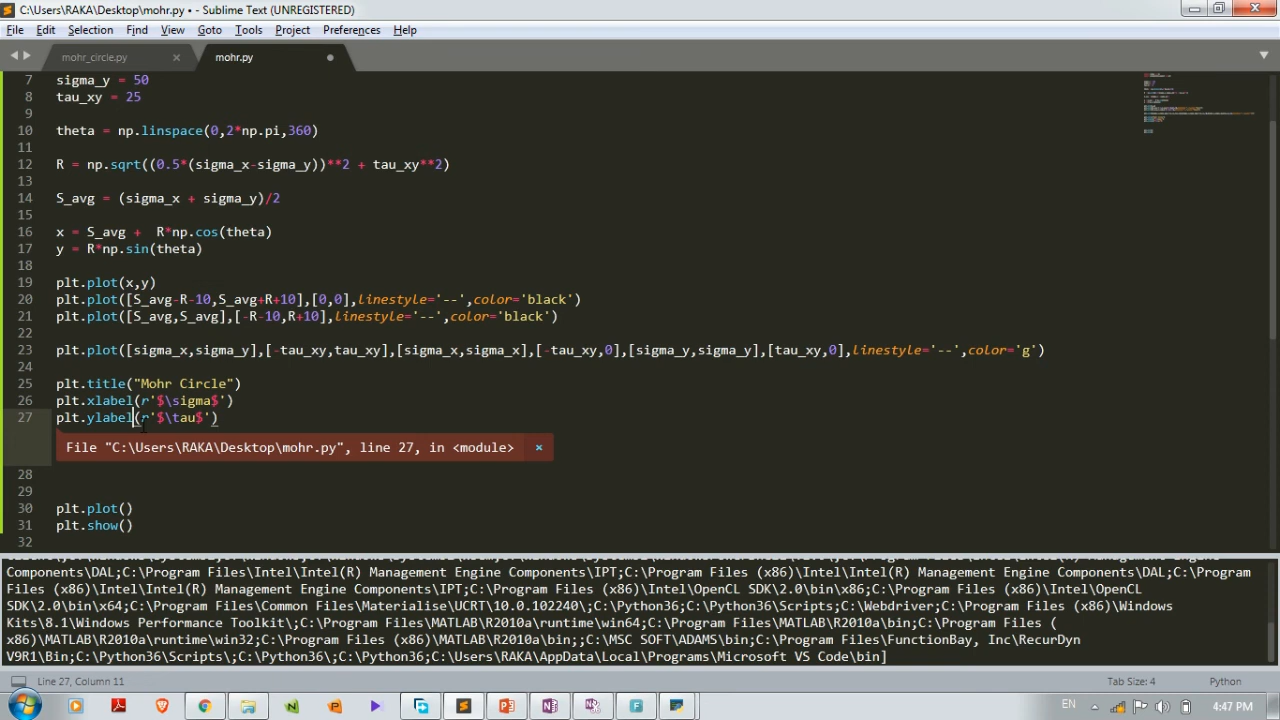 C:\Users\RAKA\Desktop\mohr.py • - Sublime Text (UNREGISTERED)
File Edit Selection Find View Goto Tools Project Preferences Help
mohr_circle.py × mohr.py
7 sigma_y = 50
8 tau_xy = 25
9
10 theta = np.linspace(0,2*np.pi,360)
11
12 R = np.sqrt((0.5*(sigma_x-sigma_y))**2 + tau_xy**2)
13
14 S_avg = (sigma_x + sigma_y)/2
15
16 x = S_avg +  R*np.cos(theta)
17 y = R*np.sin(theta)
18
19 plt.plot(x,y)
20 plt.plot([S_avg-R-10,S_avg+R+10],[0,0],linestyle='--',color='black')
21 plt.plot([S_avg,S_avg],[-R-10,R+10],linestyle='--',color='black')
22
23 plt.plot([sigma_x,sigma_y],[-tau_xy,tau_xy],[sigma_x,sigma_x],[-tau_xy,0],[sigma_y,sigma_y],[tau_xy,0],linestyle='--',color='g')
24
25 plt.title("Mohr Circle")
26 plt.xlabel(r'$\sigma$')
27 plt.ylabel(r'$\tau$')
File "C:\Users\RAKA\Desktop\mohr.py", line 27, in <module> ×
28
29
30 plt.plot()
31 plt.show()
32
Components\DAL;C:\Program Files\Intel\Intel(R) Management Engine Components\IPT;C:\Program Files (x86)\Intel\Intel(R) Management Engine Components\DAL;C:\Program
Files (x86)\Intel\Intel(R) Management Engine Components\IPT;C:\Program Files (x86)\Intel\OpenCL SDK\2.0\bin\x86;C:\Program Files (x86)\Intel\OpenCL
SDK\2.0\bin\x64;C:\Program Files\Common Files\Materialise\UCRT\10.0.102240\;C:\Python36;C:\Python36\Scripts;C:\Webdriver;C:\Program Files (x86)\Windows
Kits\8.1\Windows Performance Toolkit\;C:\Program Files (x86)\MATLAB\R2010a\runtime\win64;C:\Program Files (x86)\MATLAB\R2010a\bin;C:\Program Files (
x86)\MATLAB\R2010a\runtime\win32;C:\Program Files (x86)\MATLAB\R2010a\bin;;C:\MSC SOFT\ADAMS\bin;C:\Program Files\FunctionBay, Inc\RecurDyn
V9R1\Bin;C:\Python36\Scripts\;C:\Python36\;C:\Python36;C:\Users\RAKA\AppData\Local\Programs\Microsoft VS Code\bin]
Line 27, Column 11 Tab Size: 4 Python
EN 4:47 PM